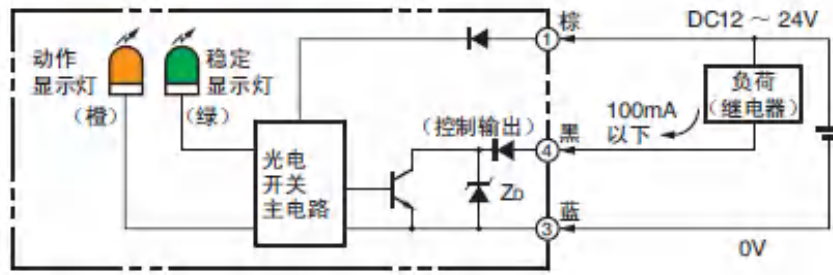 动作
显示灯
（橙）
稳定
显示灯
（绿）
光电
开关
主电路
（控制输出）
ZD
① 棕
④ 黑
③ 蓝
DC12 ～ 24V
负荷
（继电器）
100mA
以下
0V